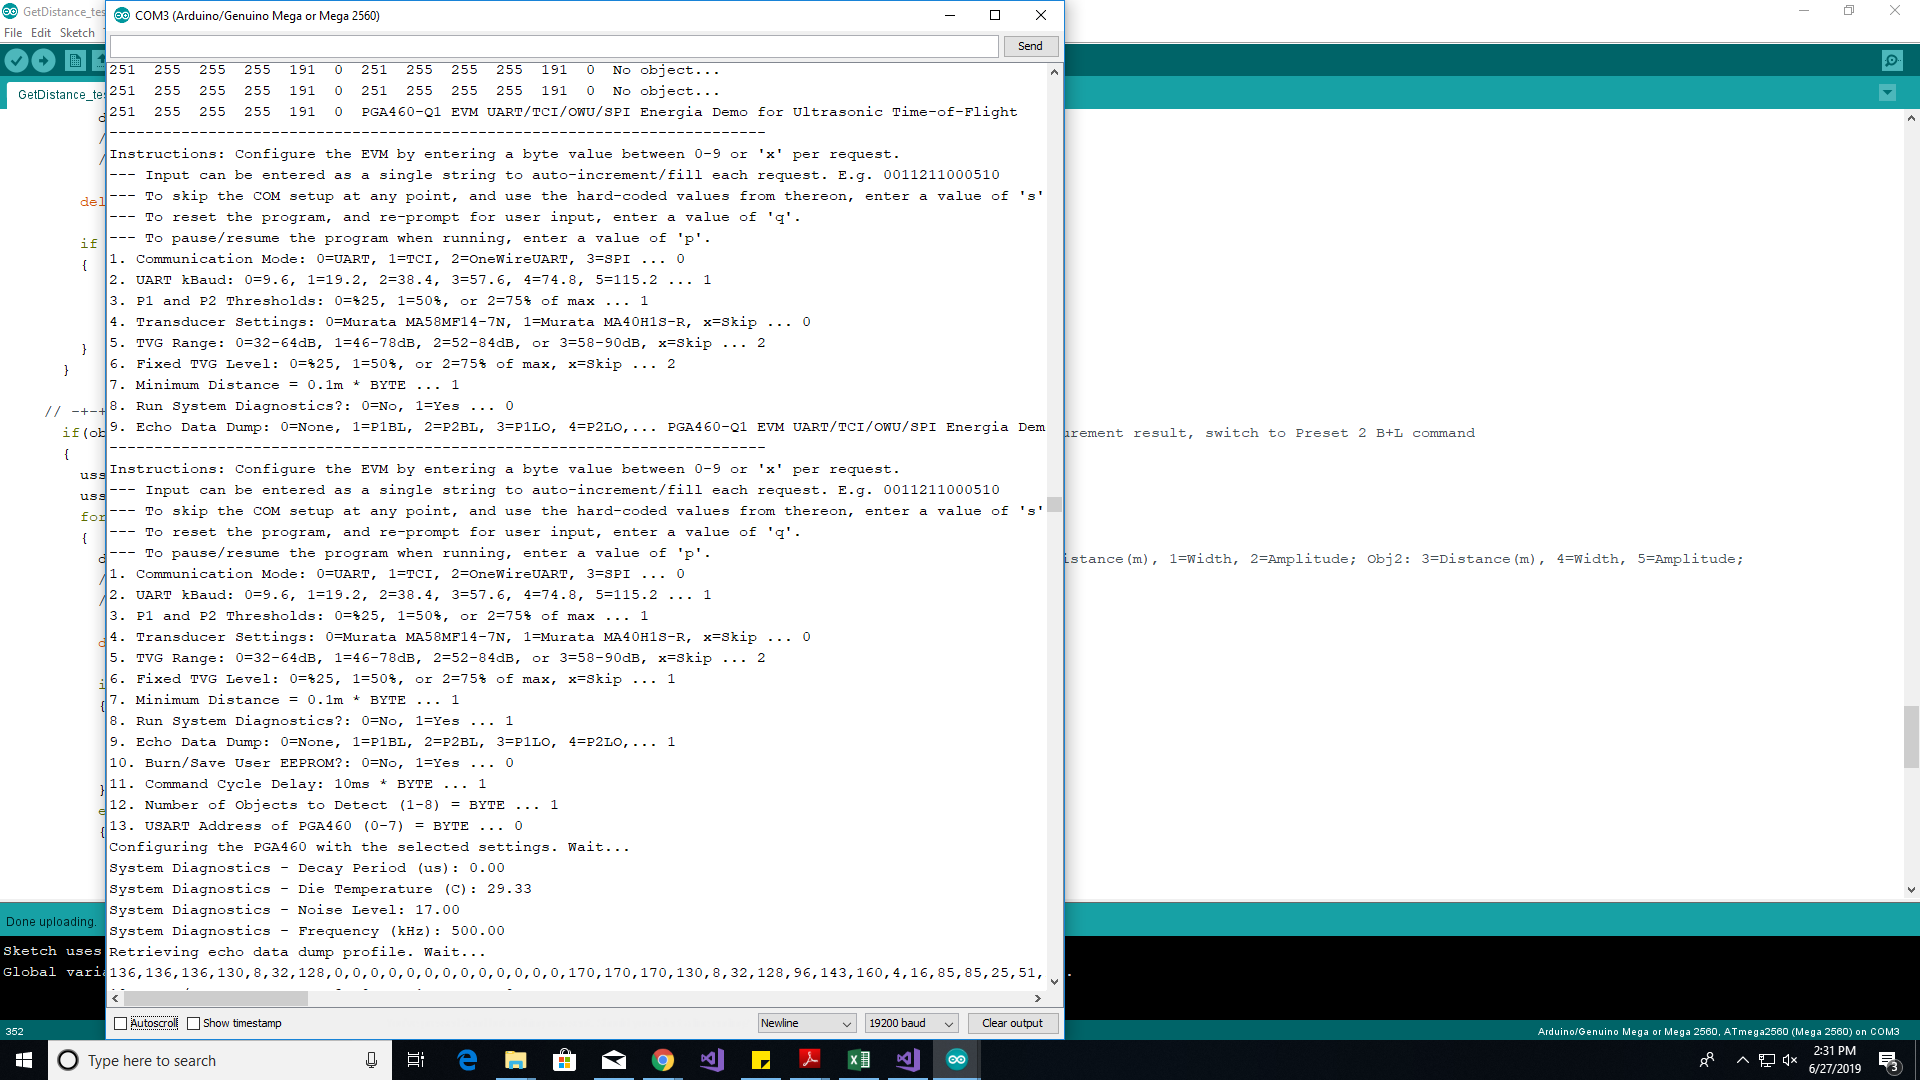 GetDistance_tes
COM3 (Arduino/Genuino Mega or Mega 2560)
File Edit Sketch
Send
GetDistance_tes
251 255 255 255 191 0 251 255 255 255 191 0 No object...
251 255 255 255 191 0 251 255 255 255 191 0 No object...
251 255 255 255 191 0 PGA460-Q1 EVM UART/TCI/OWU/SPI Energia Demo for Ultrasonic Time-of-Flight
-------------------------------------------------------------------------
Instructions: Configure the EVM by entering a byte value between 0-9 or 'x' per request.
--- Input can be entered as a single string to auto-increment/fill each request. E.g. 0011211000510
--- To skip the COM setup at any point, and use the hard-coded values from thereon, enter a value of 's'
--- To reset the program, and re-prompt for user input, enter a value of 'q'.
--- To pause/resume the program when running, enter a value of 'p'.
1. Communication Mode: 0=UART, 1=TCI, 2=OneWireUART, 3=SPI ... 0
2. UART kBaud: 0=9.6, 1=19.2, 2=38.4, 3=57.6, 4=74.8, 5=115.2 ... 1
3. P1 and P2 Thresholds: 0=%25, 1=50%, or 2=75% of max ... 1
4. Transducer Settings: 0=Murata MA58MF14-7N, 1=Murata MA40H1S-R, x=Skip ... 0
5. TVG Range: 0=32-64dB, 1=46-78dB, 2=52-84dB, or 3=58-90dB, x=Skip ... 2
6. Fixed TVG Level: 0=%25, 1=50%, or 2=75% of max, x=Skip ... 2
7. Minimum Distance = 0.1m * BYTE ... 1
8. Run System Diagnostics?: 0=No, 1=Yes ... 0
9. Echo Data Dump: 0=None, 1=P1BL, 2=P2BL, 3=P1LO, 4=P2LO,... PGA460-Q1 EVM UART/TCI/OWU/SPI Energia Dem
-------------------------------------------------------------------------
Instructions: Configure the EVM by entering a byte value between 0-9 or 'x' per request.
--- Input can be entered as a single string to auto-increment/fill each request. E.g. 0011211000510
--- To skip the COM setup at any point, and use the hard-coded values from thereon, enter a value of 's'
--- To reset the program, and re-prompt for user input, enter a value of 'q'.
--- To pause/resume the program when running, enter a value of 'p'.
1. Communication Mode: 0=UART, 1=TCI, 2=OneWireUART, 3=SPI ... 0
2. UART kBaud: 0=9.6, 1=19.2, 2=38.4, 3=57.6, 4=74.8, 5=115.2 ... 1
3. P1 and P2 Thresholds: 0=%25, 1=50%, or 2=75% of max ... 1
4. Transducer Settings: 0=Murata MA58MF14-7N, 1=Murata MA40H1S-R, x=Skip ... 0
5. TVG Range: 0=32-64dB, 1=46-78dB, 2=52-84dB, or 3=58-90dB, x=Skip ... 2
6. Fixed TVG Level: 0=%25, 1=50%, or 2=75% of max, x=Skip ... 1
7. Minimum Distance = 0.1m * BYTE ... 1
8. Run System Diagnostics?: 0=No, 1=Yes ... 1
9. Echo Data Dump: 0=None, 1=P1BL, 2=P2BL, 3=P1LO, 4=P2LO,... 1
10. Burn/Save User EEPROM?: 0=No, 1=Yes ... 0
11. Command Cycle Delay: 10ms * BYTE ... 1
12. Number of Objects to Detect (1-8) = BYTE ... 1
13. USART Address of PGA460 (0-7) = BYTE ... 0
Configuring the PGA460 with the selected settings. Wait...
System Diagnostics - Decay Period (us): 0.00
System Diagnostics - Die Temperature (C): 29.33
System Diagnostics - Noise Level: 17.00
System Diagnostics - Frequency (kHz): 500.00
Retrieving echo data dump profile. Wait...
136,136,136,130,8,32,128,0,0,0,0,0,0,0,0,0,0,0,0,0,170,170,170,130,8,32,128,96,143,160,4,16,85,85,25,51,
d
/
/
del
if
{
}
}
// -+-+
if(ob
urement result, switch to Preset 2 B+L command
{
uss
uss
for
{
d
istance(m), 1=Width, 2=Amplitude; Obj2: 3=Distance(m), 4=Width, 5=Amplitude;
/
/
d
i
{
}
e
{
Done uploading.
Sketch uses
Global varia
.
Autoscroll
Show timestamp
Newline
19200 baud
Clear output
352
Arduino/Genuino Mega or Mega 2560, ATmega2560 (Mega 2560) on COM3
Type here to search
2:31 PM
6/27/2019
3